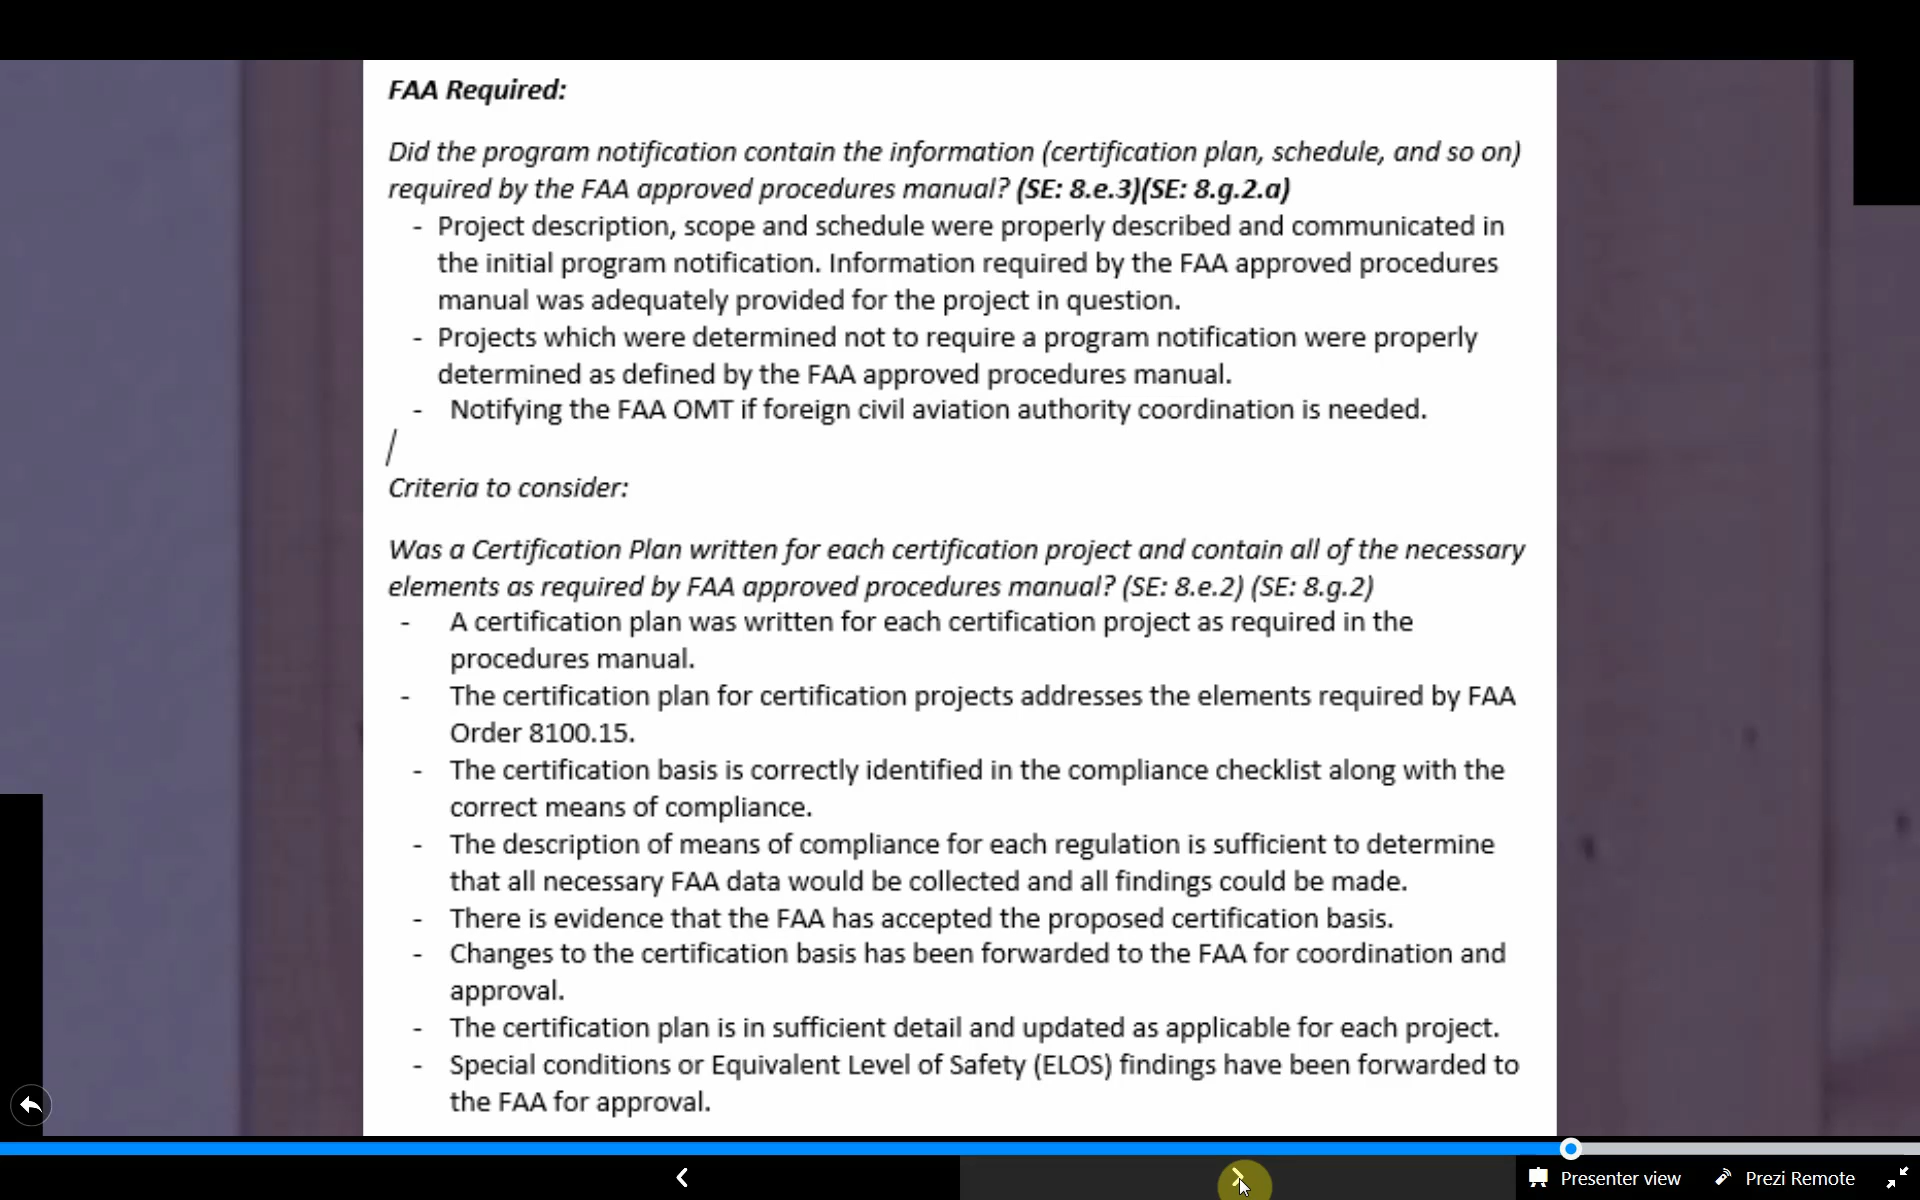 FAA Required:
Did the program notification contain the information (certification plan, schedule, and so on)
required by the FAA approved procedures manual? (SE: 8.e.3)(SE: 8.g.2.a)
- Project description, scope and schedule were properly described and communicated in
the initial program notification. Information required by the FAA approved procedures
manual was adequately provided for the project in question.
- Projects which were determined not to require a program notification were properly
determined as defined by the FAA approved procedures manual.
- Notifying the FAA OMT if foreign civil aviation authority coordination is needed.
Criteria to consider:
Was a Certification Plan written for each certification project and contain all of the necessary
elements as required by FAA approved procedures manual? (SE: 8.e.2) (SE: 8.g.2)
- A certification plan was written for each certification project as required in the
procedures manual.
- The certification plan for certification projects addresses the elements required by FAA
Order 8100.15.
- The certification basis is correctly identified in the compliance checklist along with the
correct means of compliance.
- The description of means of compliance for each regulation is sufficient to determine
that all necessary FAA data would be collected and all findings could be made.
- There is evidence that the FAA has accepted the proposed certification basis.
- Changes to the certification basis has been forwarded to the FAA for coordination and
approval.
- The certification plan is in sufficient detail and updated as applicable for each project.
- Special conditions or Equivalent Level of Safety (ELOS) findings have been forwarded to
the FAA for approval.
Presenter view Prezi Remote